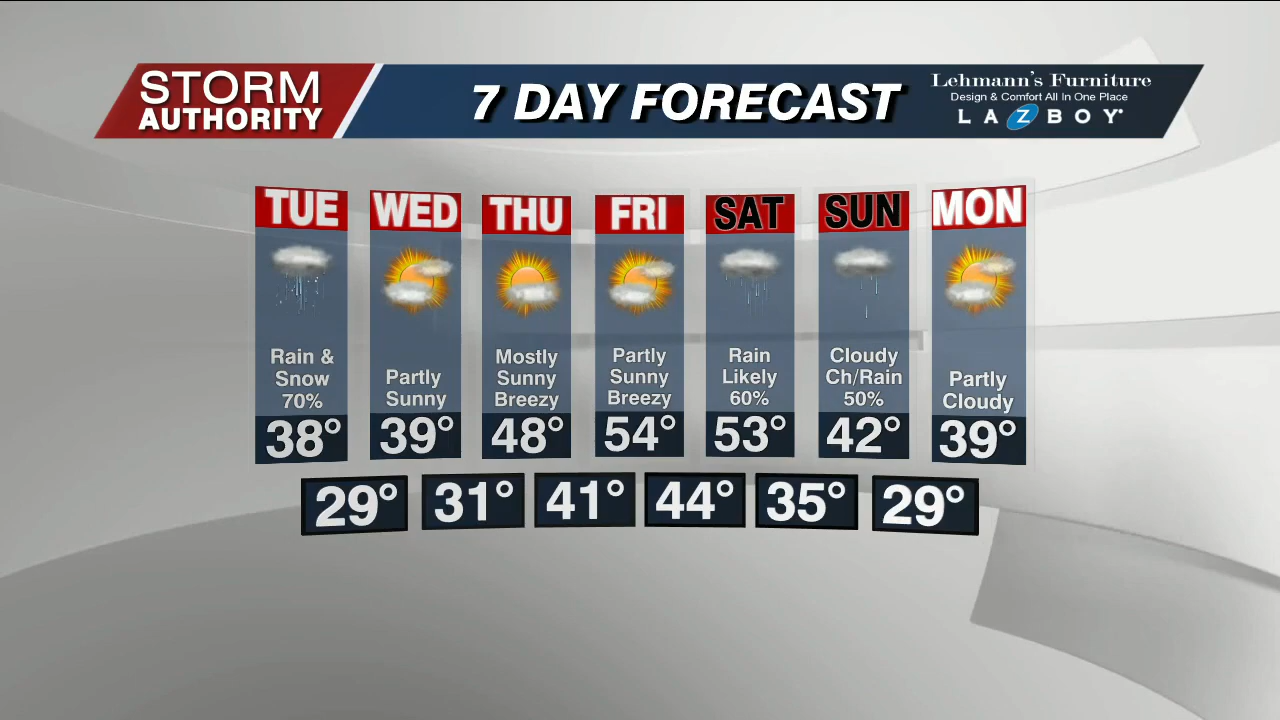 STORM
AUTHORITY
7 DAY FORECAST
Lehmann's Furniture
Design & Comfort All In One Place
LAZBOY®
TUE
Rain &
Snow
70%
38°
WED
Partly
Sunny
39°
THU
Mostly
Sunny
Breezy
48°
FRI
Partly
Sunny
Breezy
54°
SAT
Rain
Likely
60%
53°
SUN
Cloudy
Ch/Rain
50%
42°
MON
Partly
Cloudy
39°
29°
31°
41°
44°
35°
29°